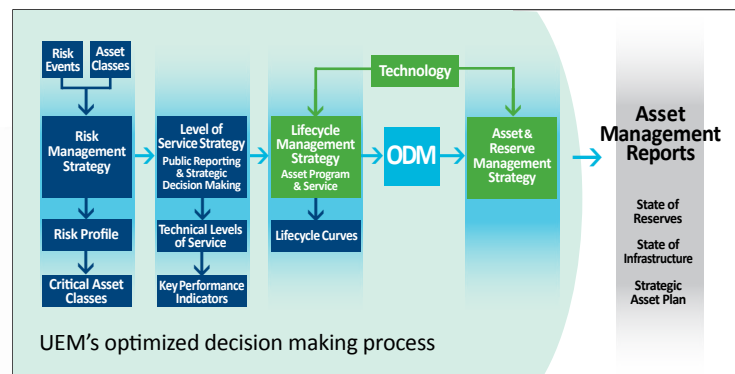 Risk
Events
Asset
Classes
Technology
Risk
Management
Strategy
Level of
Service Strategy
Public Reporting
& Strategic
Decision Making
Lifecycle
Management
Strategy
Asset Program
& Service
ODM
Asset &
Reserve
Management
Strategy
Asset
Management
Reports
Risk Profile
Technical Levels
of Service
Lifecycle Curves
Critical Asset
Classes
Key Performance
Indicators
State of
Reserves
State of
Infrastructure
Strategic
Asset Plan
UEM's optimized decision making process